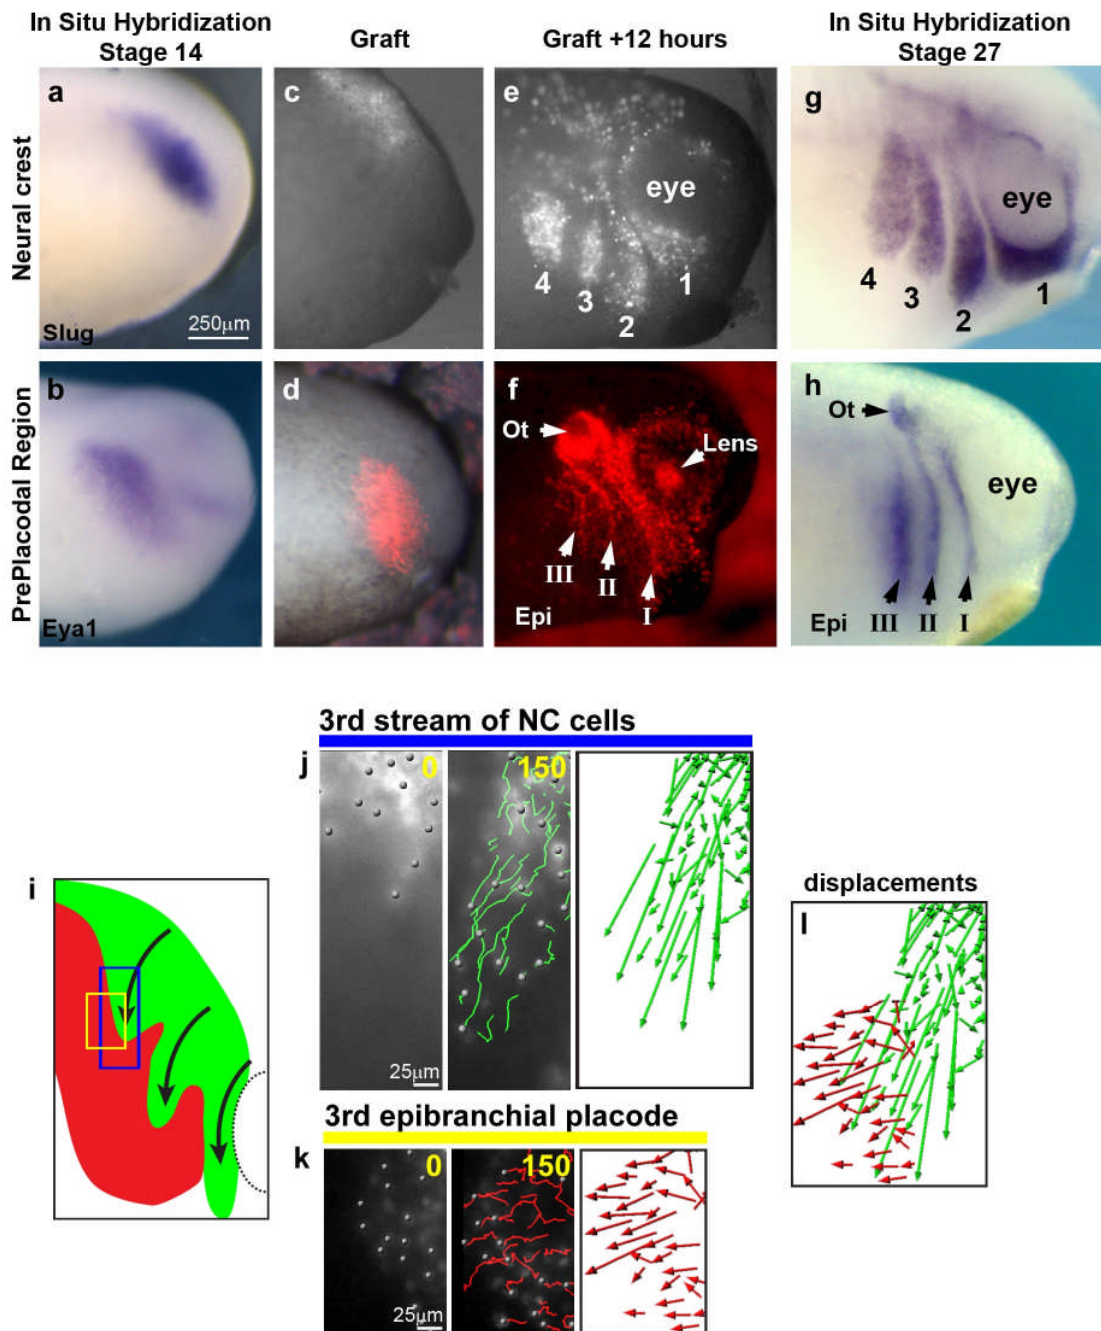 In Situ Hybridization
Stage 14
Graft
Graft +12 hours
In Situ Hybridization
Stage 27
Neural crest
a
Slug
250µm
c
e
eye
4
3
2
1
g
eye
4
3
2
1
PrePlacodal Region
b
Eya1
d
f
Ot
Lens
III
II
I
Epi
h
Ot
eye
Epi
III
II
I
3rd stream of NC cells
j
0
150
25µm
i
displacements
l
3rd epibranchial placode
k
0
150
25µm